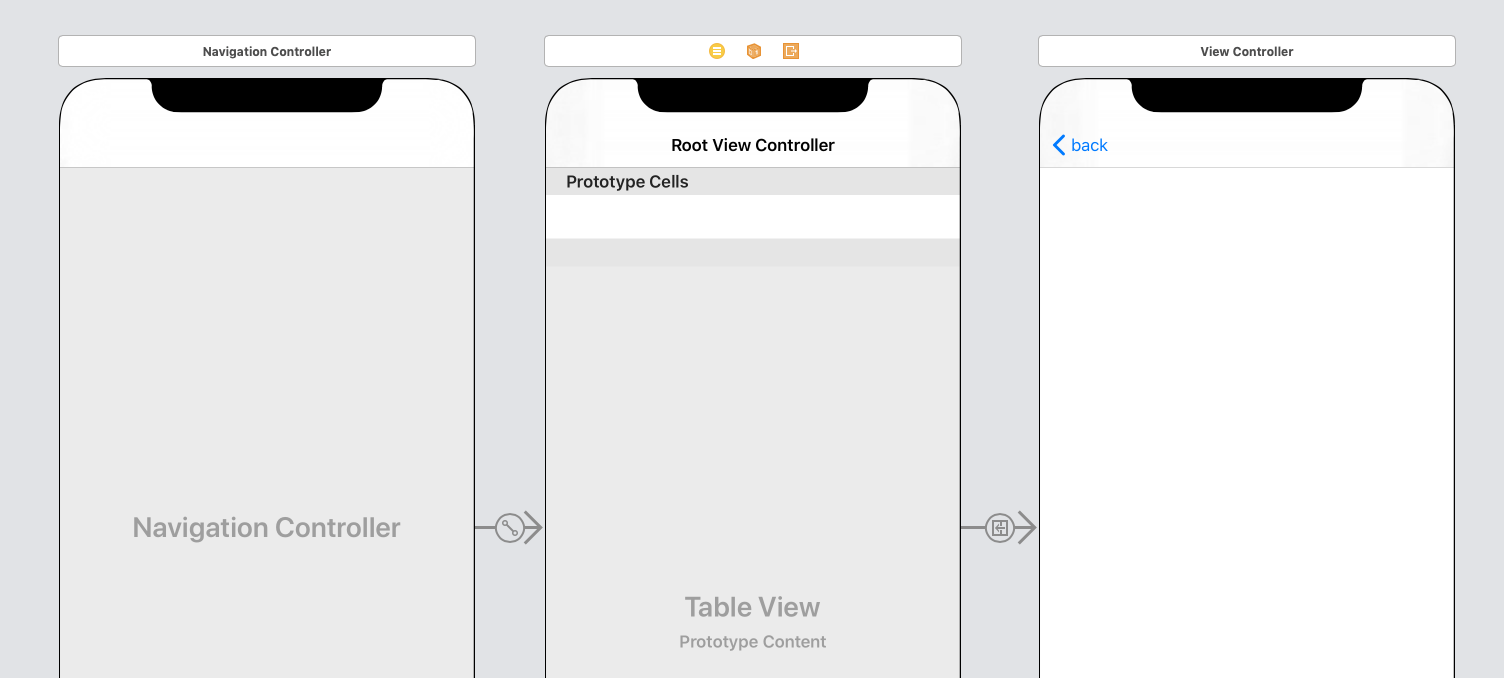 Navigation Controller
View Controller
Root View Controller
back
Prototype Cells
Navigation Controller
Table View
Prototype Content